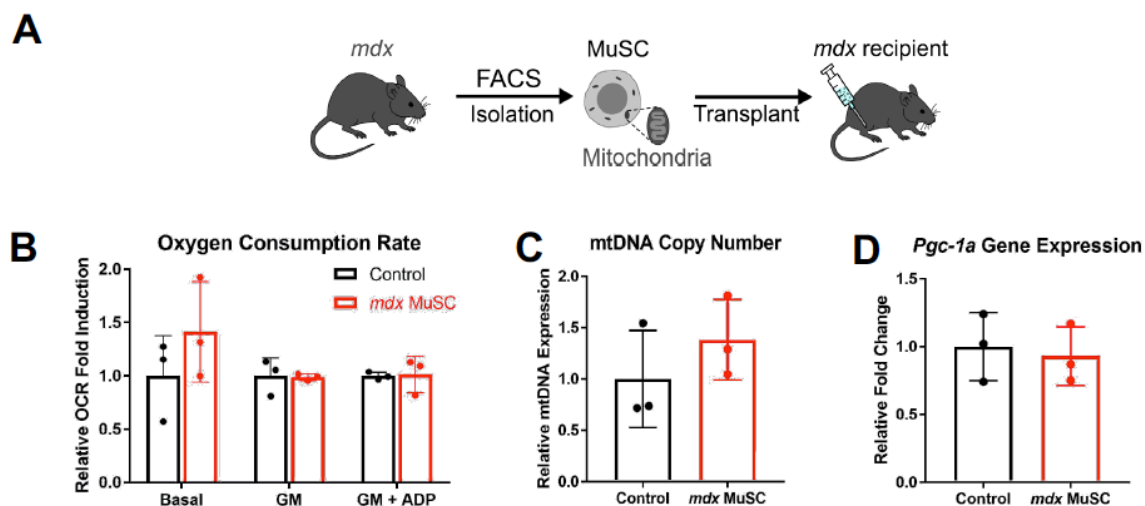 A
mdx
FACS
Isolation
MuSC
Mitochondria
Transplant
mdx recipient
B
Oxygen Consumption Rate
Relative OCR Fold Induction
2.0
1.5
1.0
0.5
0.0
Control
mdx MuSC
Basal
GM
GM + ADP
C
mtDNA Copy Number
Relative mtDNA Expression
2.0
1.5
1.0
0.5
0.0
Control
mdx MuSC
D
Pgc-1a Gene Expression
Relative Fold Change
1.5
1.0
0.5
0.0
Control
mdx MuSC